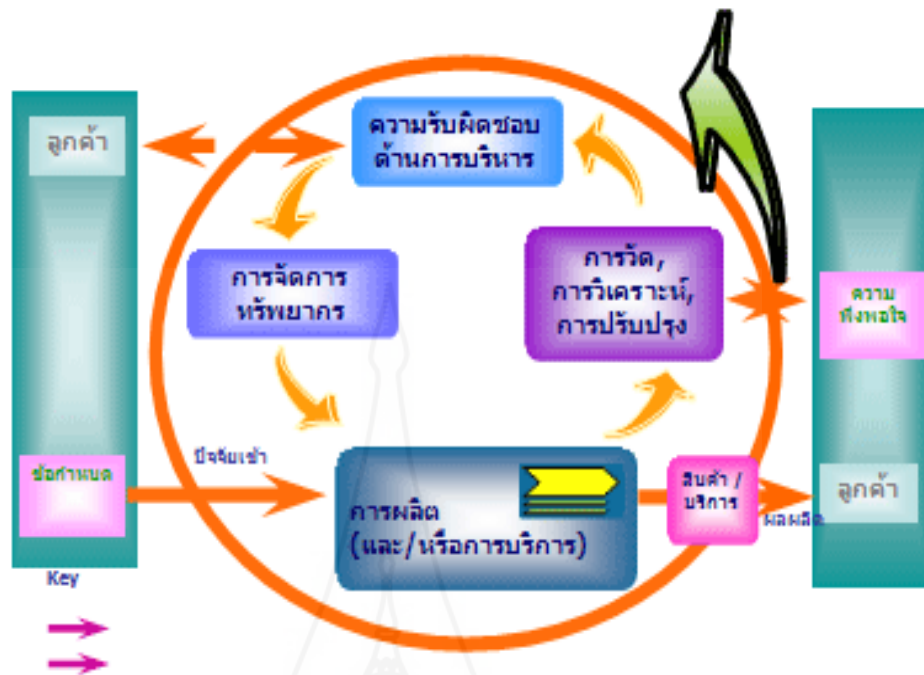 ลูกค้า
ความรับผิดชอบ
ด้านการบริหาร
การจัดการ
ทรัพยากร
การวัด,
การวิเคราะห์,
การปรับปรุง
ความ
พึงพอใจ
ข้อกำหนด
ปัจจัยเข้า
การผลิต
(และ/หรือการบริการ)
สินค้า /
บริการ
ผลผลิต
ลูกค้า
Key